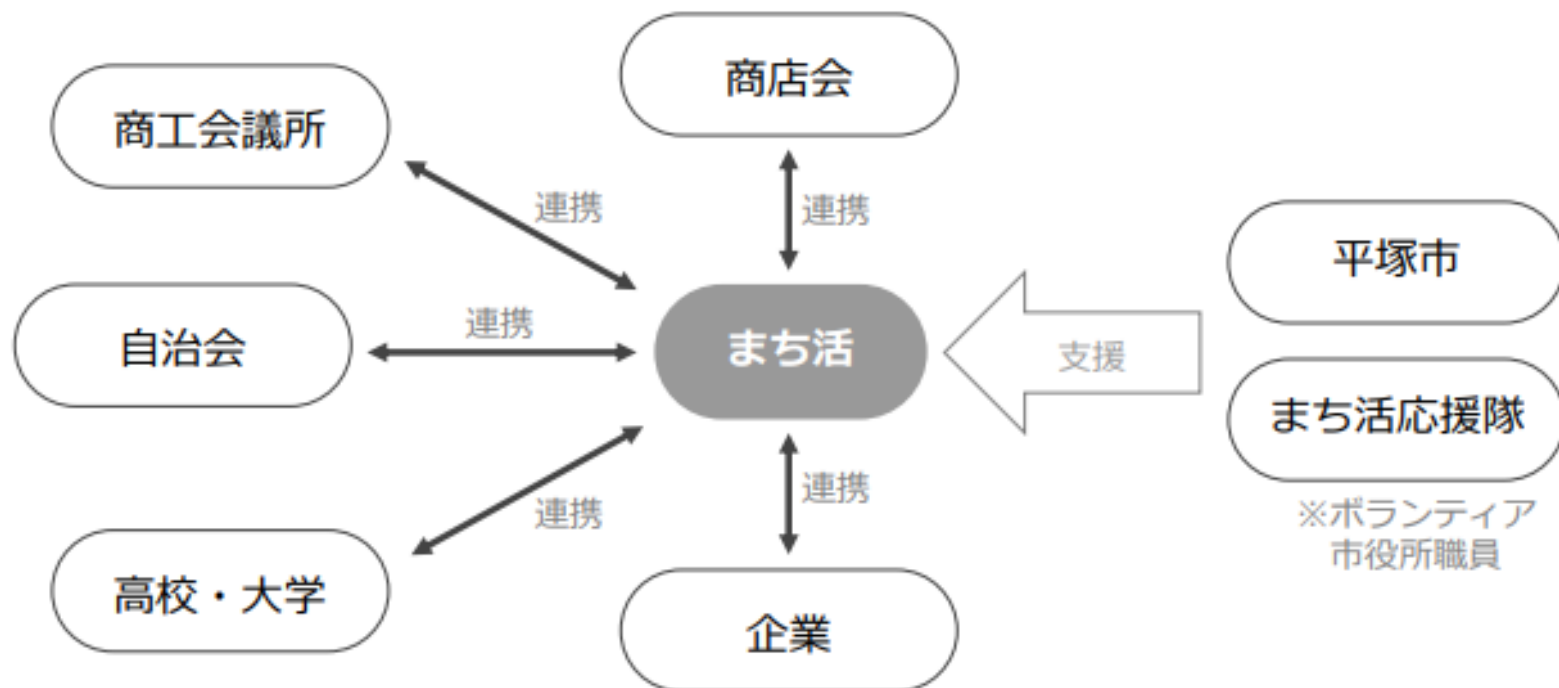 商店会
商工会議所
連携
連携
平塚市
自治会
連携
まち活
支援
まち活応援隊
連携
連携
※ボランティア
市役所職員
高校・大学
企業